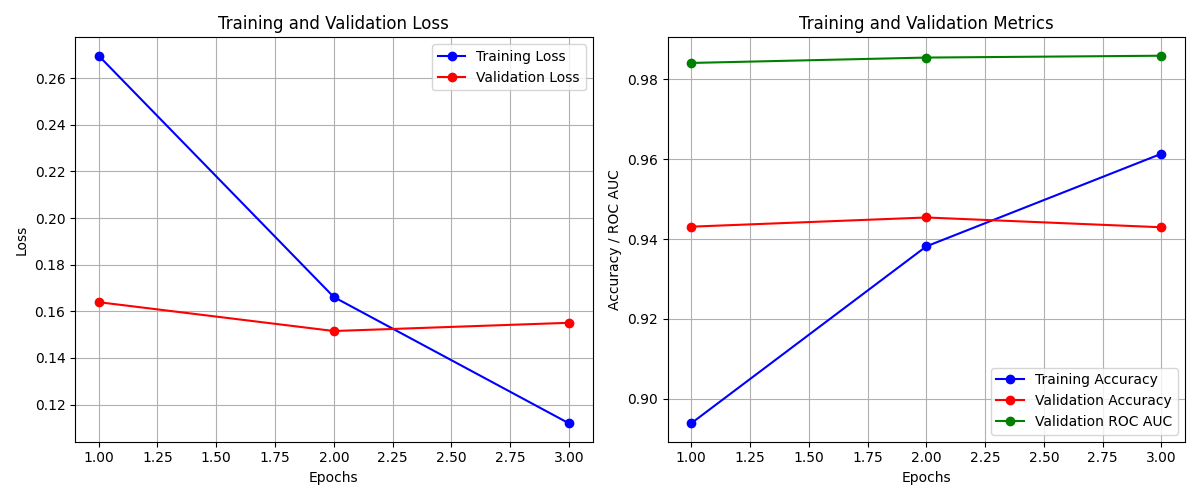 Training and Validation Loss
Training Loss
Validation Loss
0.26
0.24
0.22
0.20
0.18
0.16
0.14
0.12
Loss
1.00 1.25 1.50 1.75 2.00 2.25 2.50 2.75 3.00
Epochs
Training and Validation Metrics
0.98
0.96
0.94
0.92
0.90
Accuracy / ROC AUC
Training Accuracy
Validation Accuracy
Validation ROC AUC
1.00 1.25 1.50 1.75 2.00 2.25 2.50 2.75 3.00
Epochs